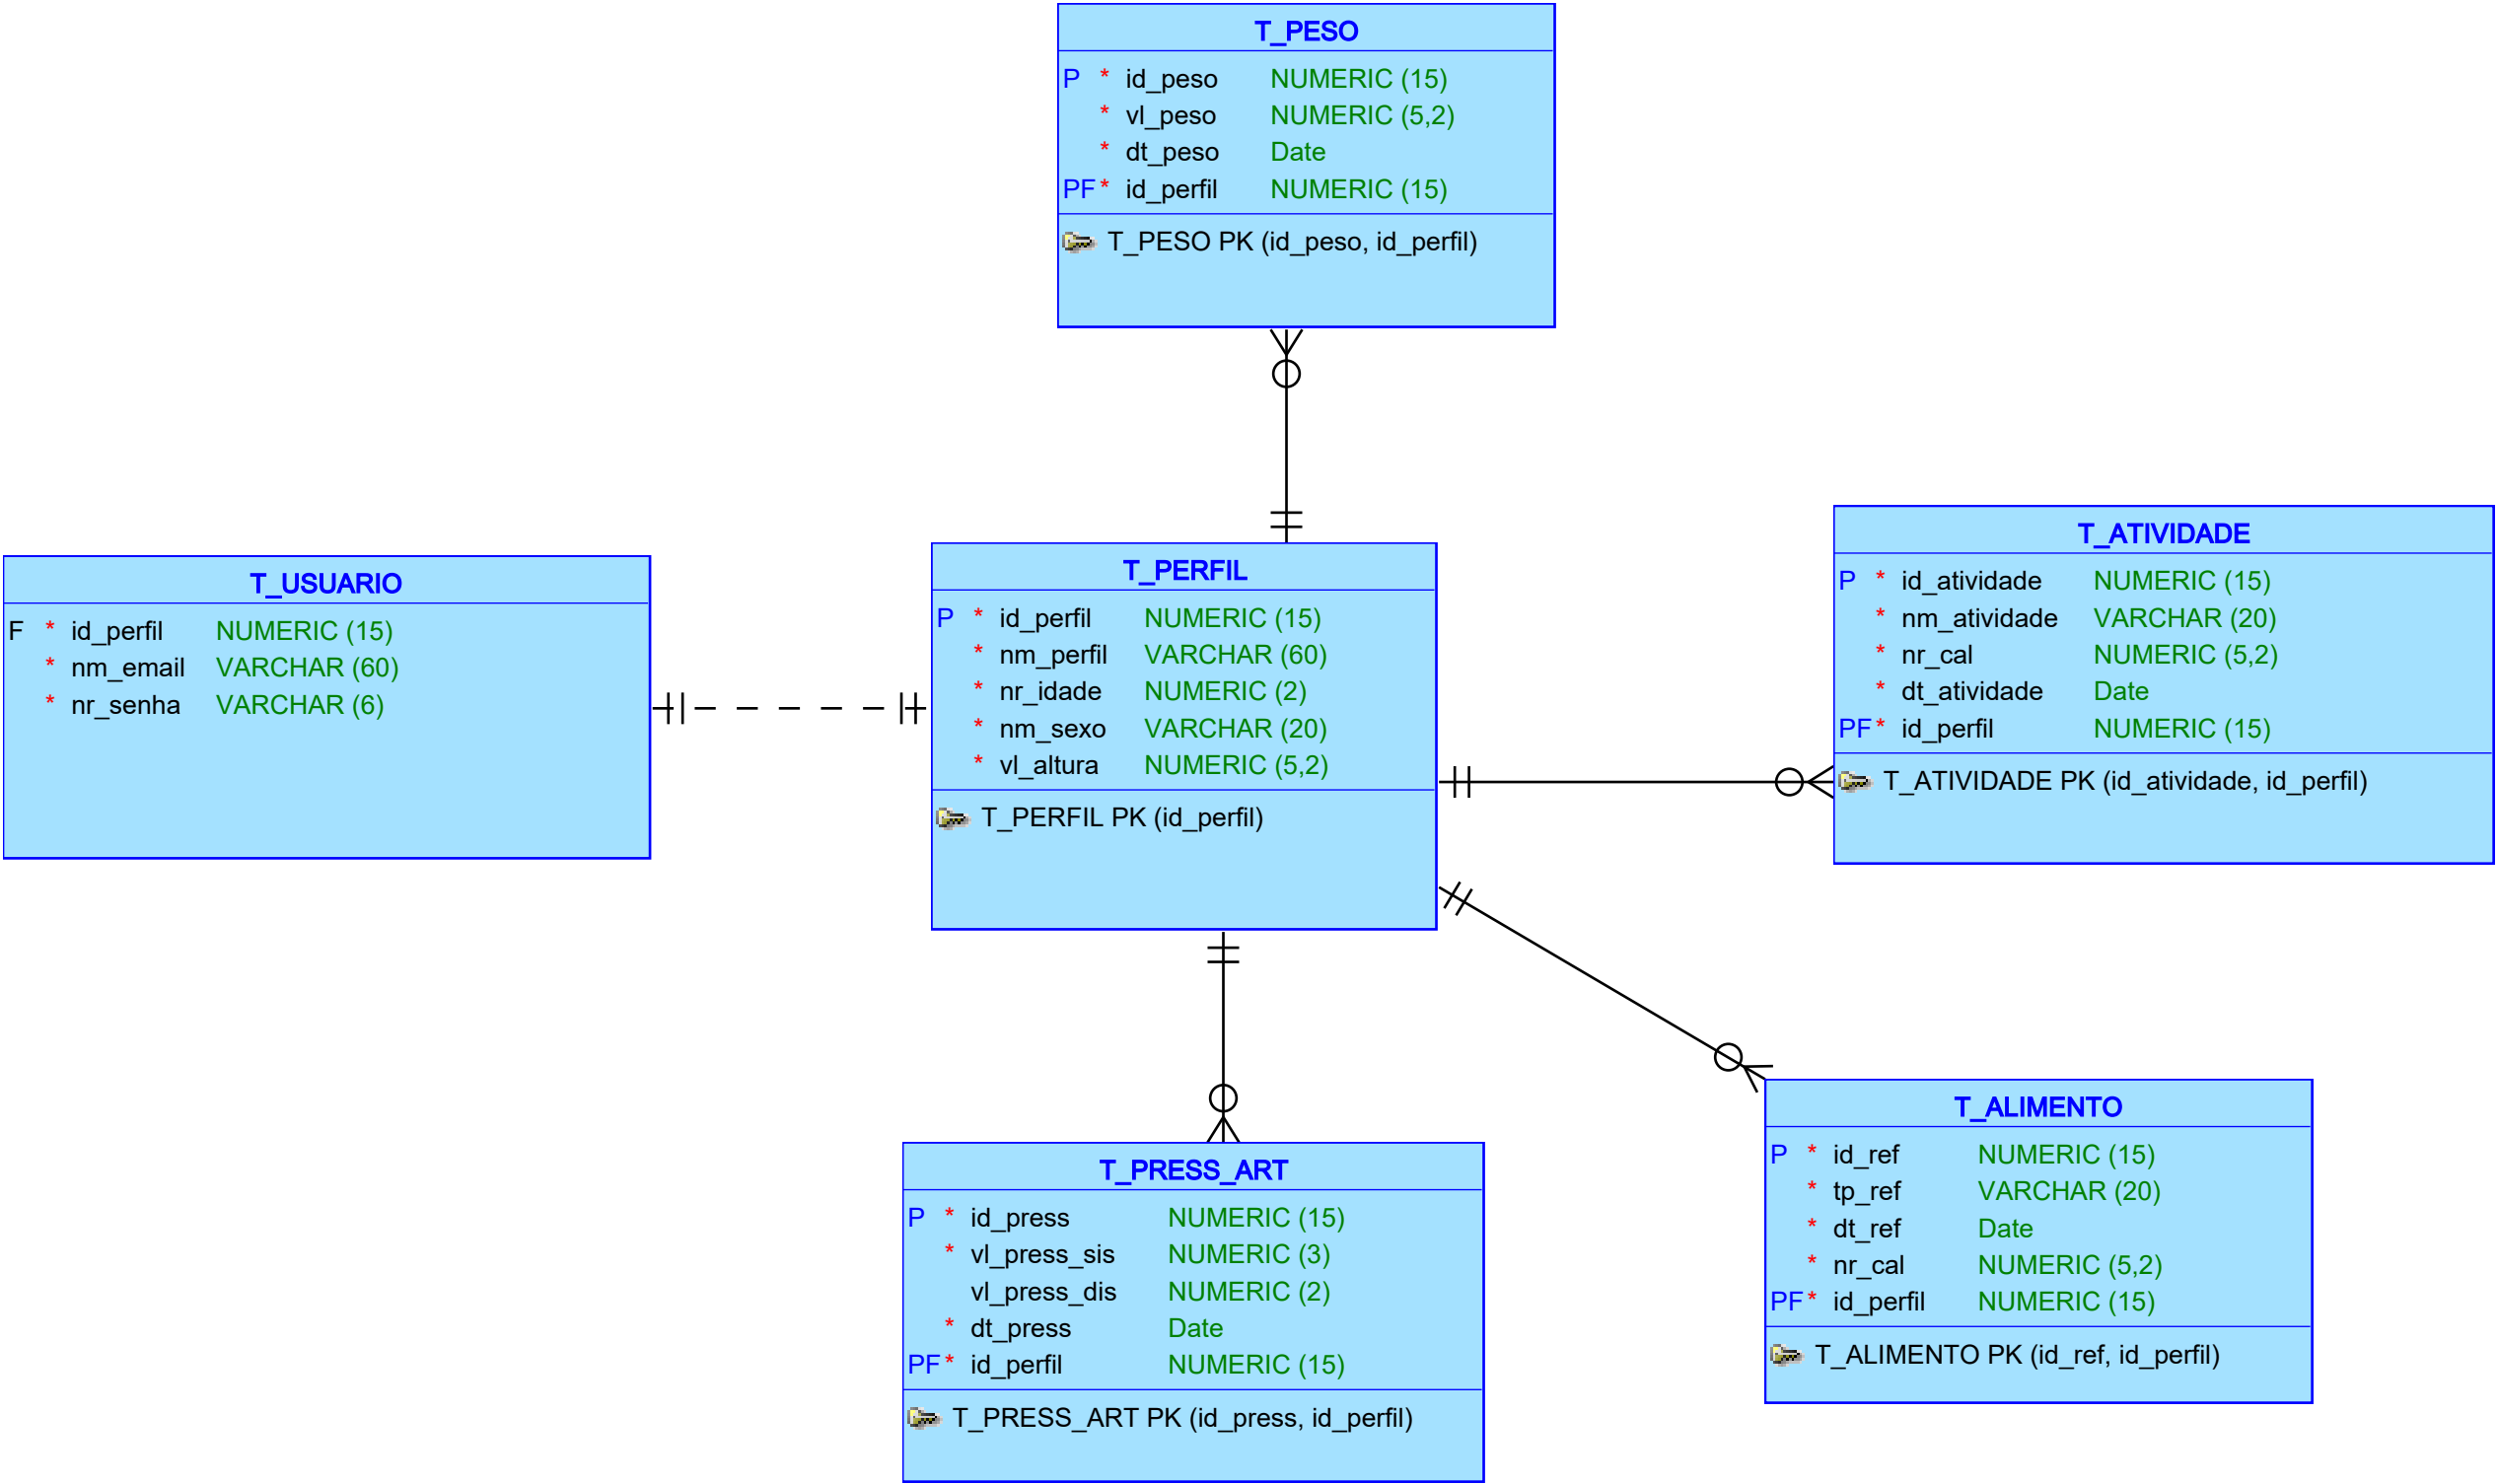 T_PESO
P * id_peso NUMERIC (15)
* vl_peso NUMERIC (5,2)
* dt_peso Date
PF* id_perfil NUMERIC (15)
T_PESO PK (id_peso, id_perfil)
T_USUARIO
F * id_perfil NUMERIC (15)
* nm_email VARCHAR (60)
* nr_senha VARCHAR (6)
T_PERFIL
P * id_perfil NUMERIC (15)
* nm_perfil VARCHAR (60)
* nr_idade NUMERIC (2)
* nm_sexo VARCHAR (20)
* vl_altura NUMERIC (5,2)
T_PERFIL PK (id_perfil)
T_ATIVIDADE
P * id_atividade NUMERIC (15)
* nm_atividade VARCHAR (20)
* nr_cal NUMERIC (5,2)
* dt_atividade Date
PF* id_perfil NUMERIC (15)
T_ATIVIDADE PK (id_atividade, id_perfil)
T_PRESS_ART
P * id_press NUMERIC (15)
* vl_press_sis NUMERIC (3)
vl_press_dis NUMERIC (2)
* dt_press Date
PF* id_perfil NUMERIC (15)
T_PRESS_ART PK (id_press, id_perfil)
T_ALIMENTO
P * id_ref NUMERIC (15)
* tp_ref VARCHAR (20)
* dt_ref Date
* nr_cal NUMERIC (5,2)
PF* id_perfil NUMERIC (15)
T_ALIMENTO PK (id_ref, id_perfil)